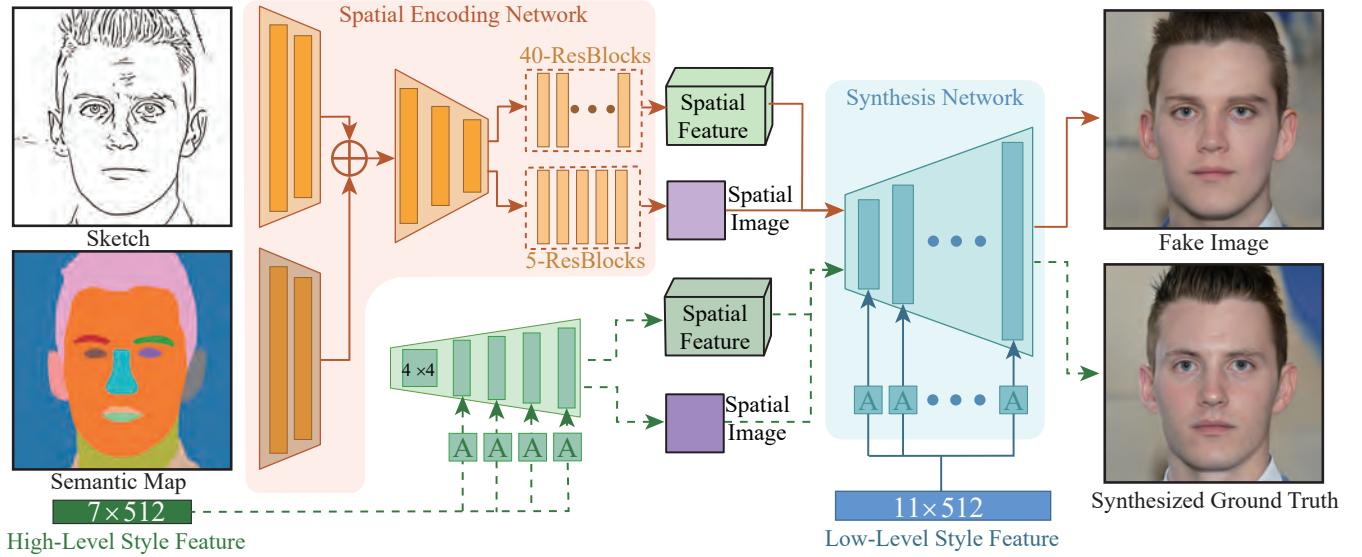 Spatial Encoding Network
Sketch
Semantic Map
40-ResBlocks
5-ResBlocks
Spatial
Feature
Spatial
Image
Synthesis Network
Fake Image
4 ×4
A A A A
Spatial
Feature
Spatial
Image
A A A
Synthesized Ground Truth
7×512
High-Level Style Feature
11×512
Low-Level Style Feature